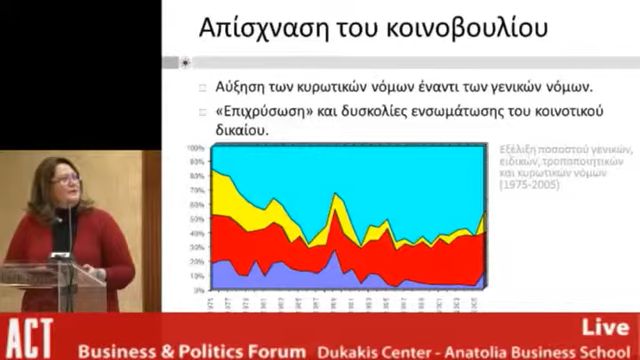 Απίσχναση του κοινοβουλίου
Αύξηση των κυρωτικών νόμων έναντι των γενικών νόμων.
«Επιχρύσωση» και δυσκολίες ενσωμάτωσης του κοινοτικού
δικαίου.
Εξέλιξη ποσοστού γενικών,
ειδικών, τροποποιητικών
και κυρωτικών νόμων
(1975-2005)
100%
90%
80%
70%
60%
50%
40%
30%
20%
10%
0%
Live
ACT
Business & Politics Forum Dukakis Center - Anatolia Business School